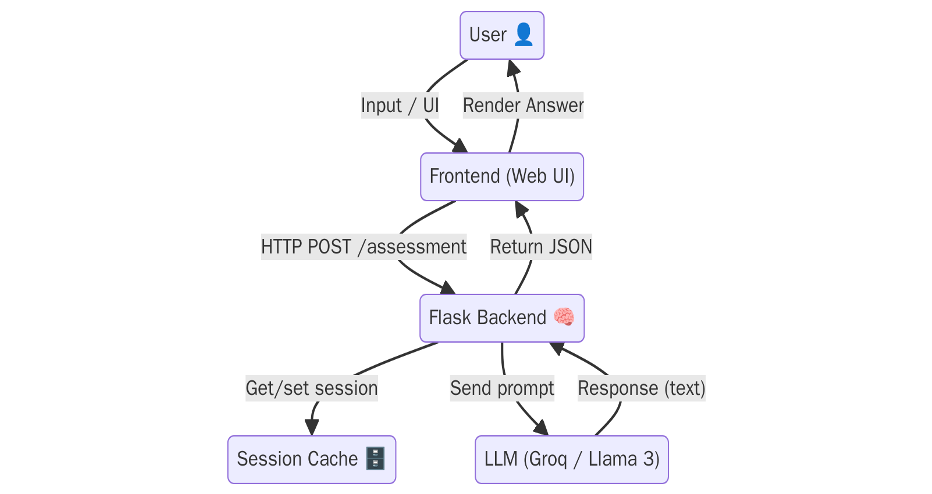 User 👤
Input / UI
Render Answer
Frontend (Web UI)
HTTP POST /assessment
Return JSON
Flask Backend 🧠
Get/set session
Send prompt
Response (text)
Session Cache 🗄️
LLM (Groq / Llama 3)